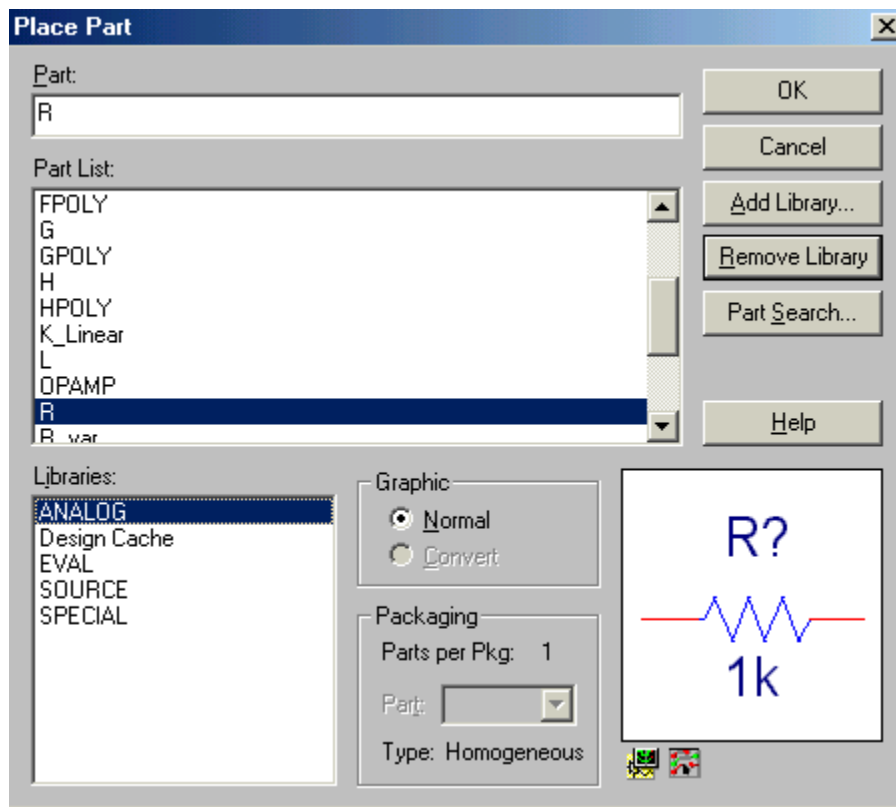 Place Part
Part:
R
OK
Cancel
Part List:
FPOLY
G
GPOLY
H
HPOLY
K_Linear
L
OPAMP
R
R_var
Add Library...
Remove Library
Part Search...
Help
Libraries:
ANALOG
Design Cache
EVAL
SOURCE
SPECIAL
Graphic
Normal
Convert
Packaging
Parts per Pkg: 1
Part:
Type: Homogeneous
R?
1k